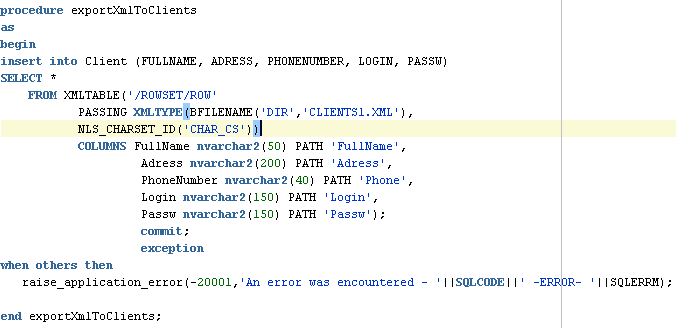 procedure exportXmlToClients
as
begin
insert into Client (FULLNAME, ADRESS, PHONENUMBER, LOGIN, PASSW)
SELECT *
FROM XMLTABLE('/ROWSET/ROW'
PASSING XMLTYPE(BFILENAME('DIR','CLIENTS1.XML'),
NLS_CHARSET_ID('CHAR_CS'))
COLUMNS FullName nvarchar2(50) PATH 'FullName',
Adress nvarchar2(200) PATH 'Adress',
PhoneNumber nvarchar2(40) PATH 'Phone',
Login nvarchar2(150) PATH 'Login',
Passw nvarchar2(150) PATH 'Passw');
commit;
exception
when others then
raise_application_error(-20001,'An error was encountered - '||SQLCODE||' -ERROR- '||SQLERRM);
end exportXmlToClients;